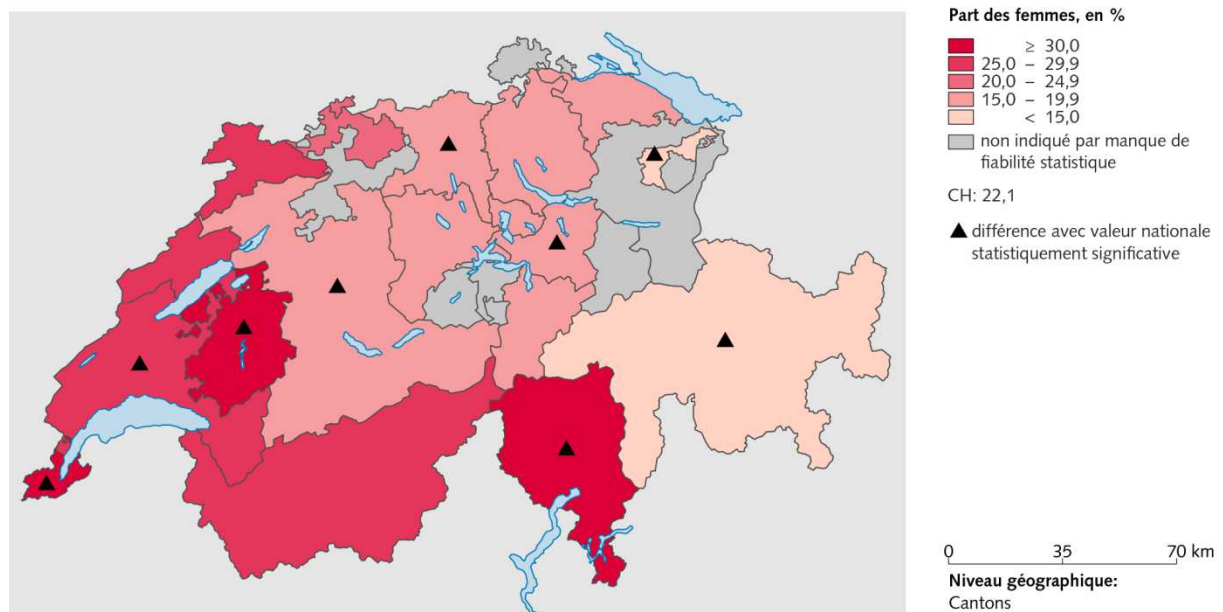 Part des femmes, en %
≥ 30,0
25,0 – 29,9
20,0 – 24,9
15,0 – 19,9
< 15,0
non indiqué par manque de
fiabilité statistique
CH: 22,1
différence avec valeur nationale
statistiquement significative
0 35 70 km
Niveau géographique:
Cantons